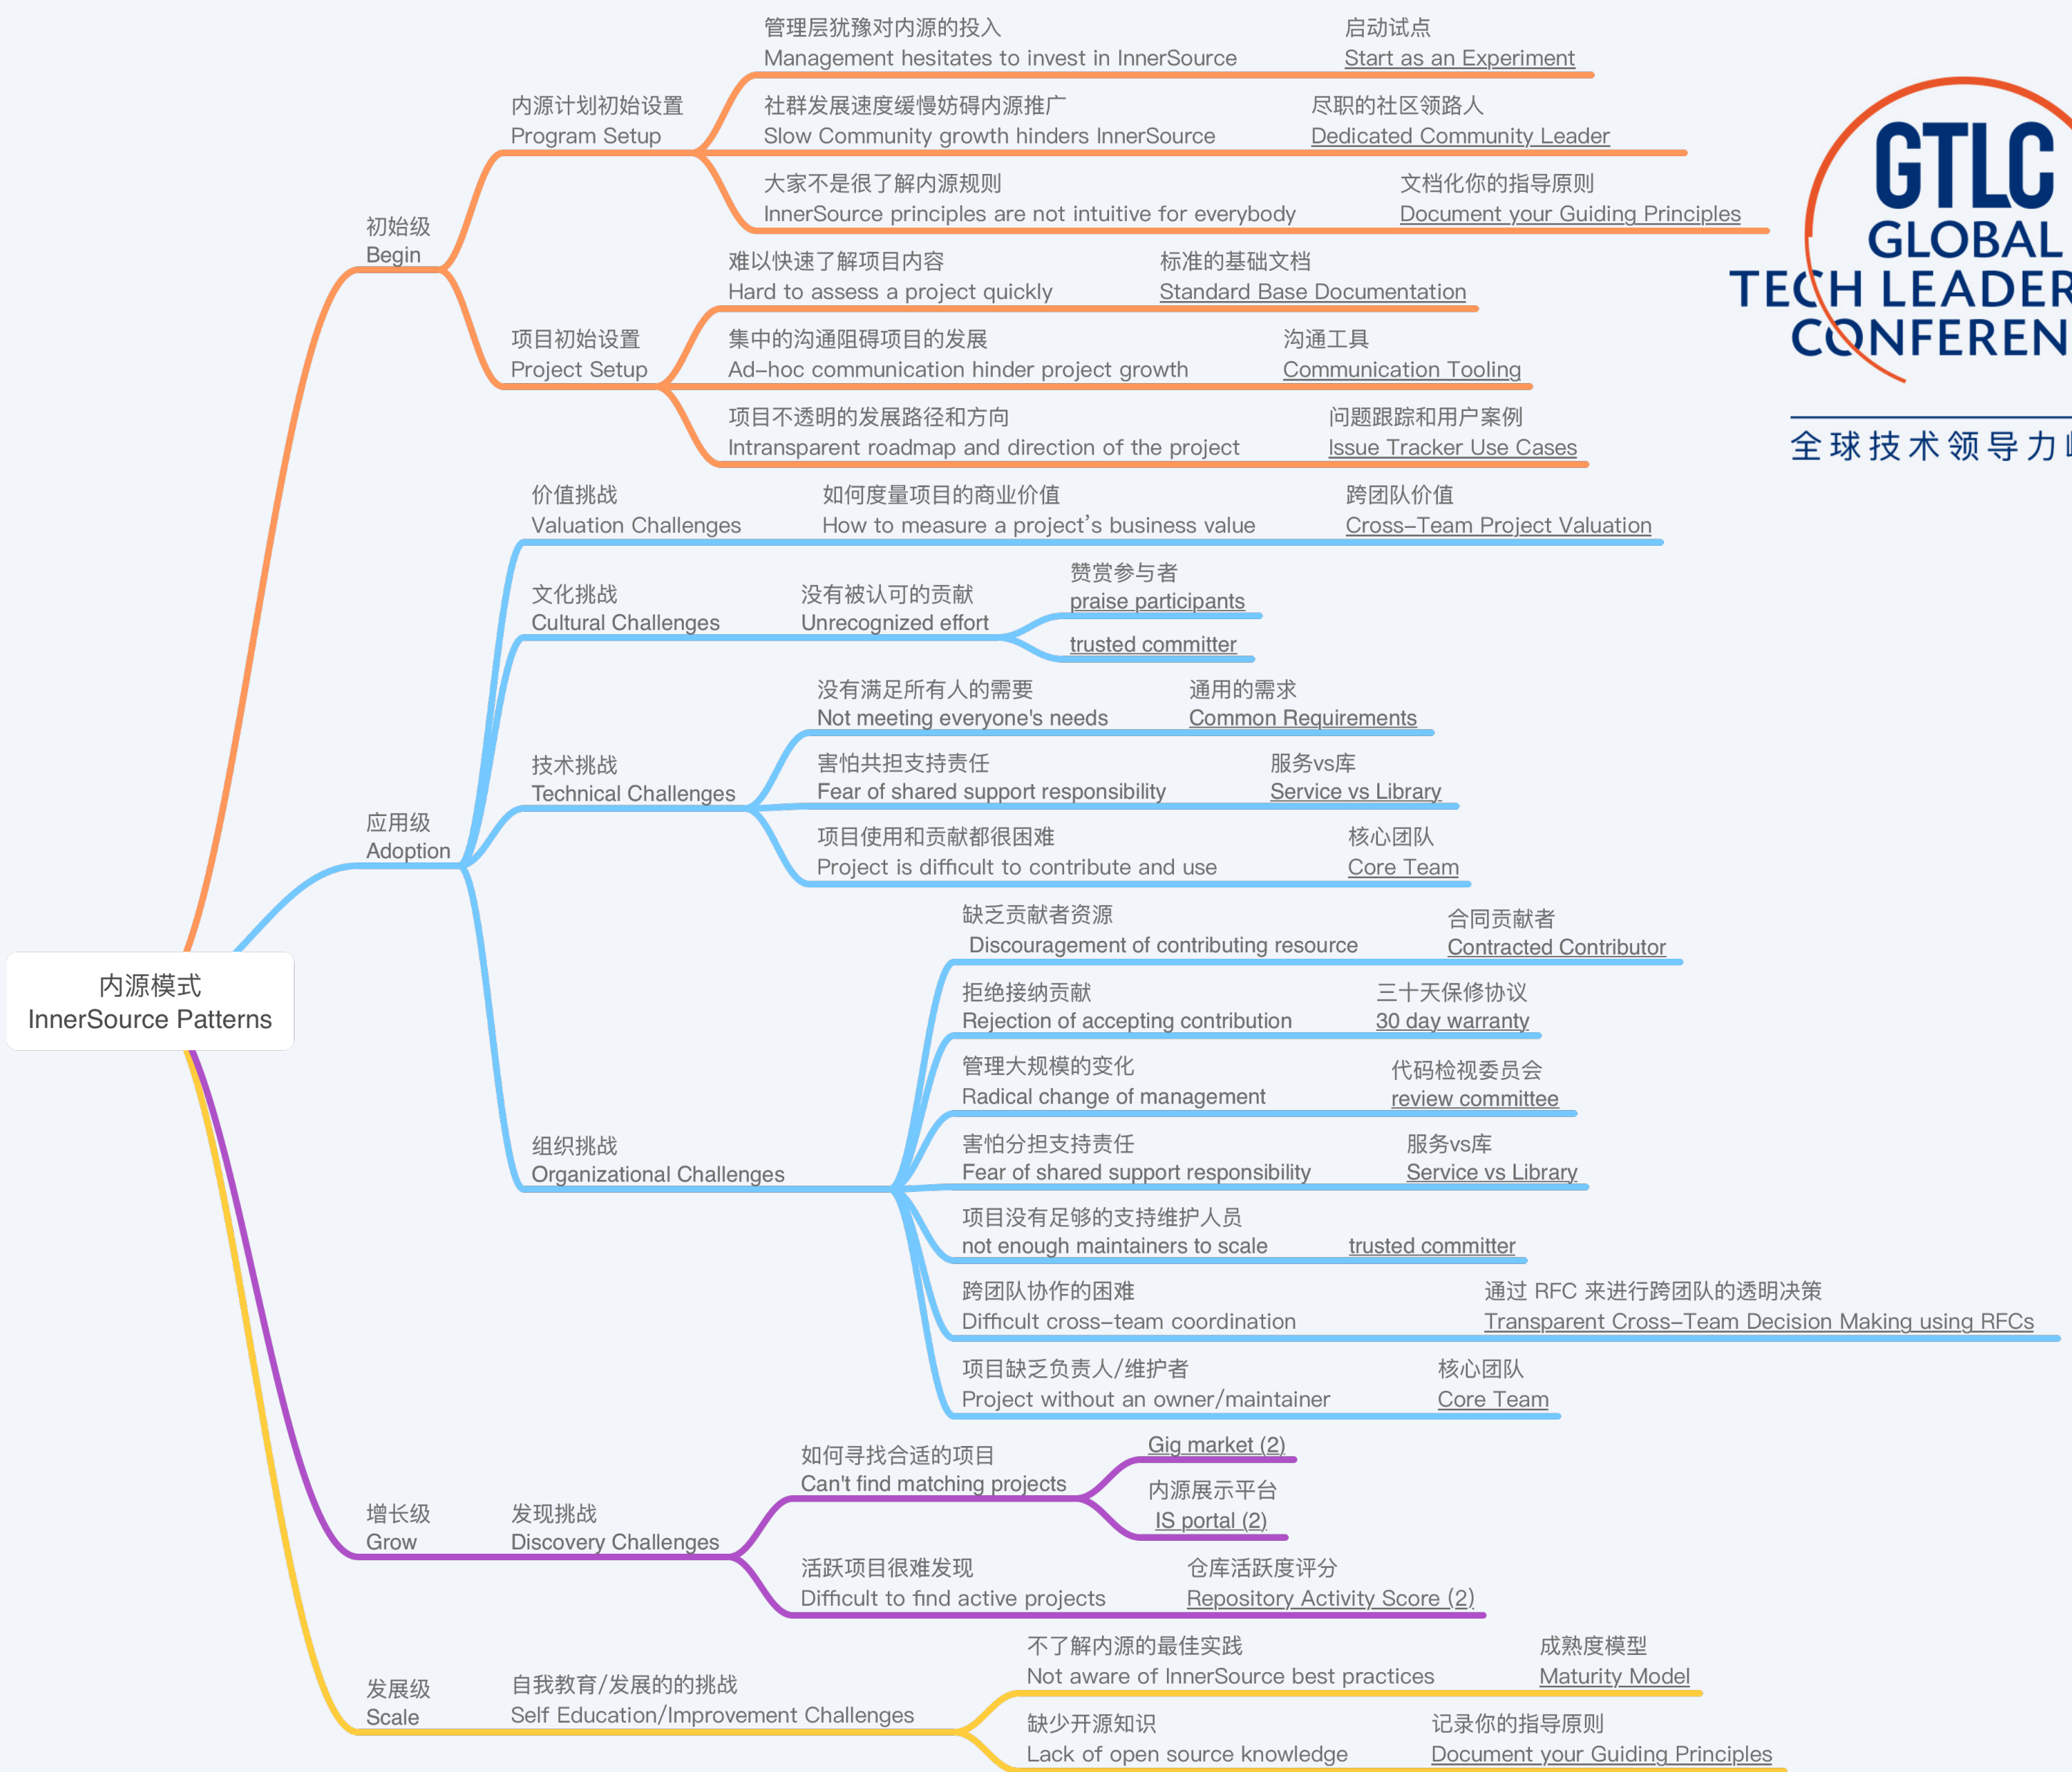 管理层犹豫对内源的投入
Management hesitates to invest in InnerSource
启动试点
Start as an Experiment
内源计划初始设置
Program Setup
社群发展速度缓慢妨碍内源推广
Slow Community growth hinders InnerSource
尽职的社区领路人
Dedicated Community Leader
大家不是很了解内源规则
InnerSource principles are not intuitive for everybody
文档化你的指导原则
Document your Guiding Principles
初始级
Begin
难以快速了解项目内容
Hard to assess a project quickly
标准的基础文档
Standard Base Documentation
项目初始设置
Project Setup
集中的沟通阻碍项目的发展
Ad-hoc communication hinder project growth
沟通工具
Communication Tooling
项目不透明的发展路径和方向
Intransparent roadmap and direction of the project
问题跟踪和用户案例
Issue Tracker Use Cases
GTLC
GLOBAL
TECH LEADER
CONFEREN
全球技术领导力
价值挑战
Valuation Challenges
如何度量项目的商业价值
How to measure a project's business value
跨团队价值
Cross-Team Project Valuation
文化挑战
Cultural Challenges
没有被认可的贡献
Unrecognized effort
赞赏参与者
praise participants
trusted committer
技术挑战
Technical Challenges
没有满足所有人的需要
Not meeting everyone's needs
通用的需求
Common Requirements
害怕共担支持责任
Fear of shared support responsibility
服务vs库
Service vs Library
项目使用和贡献都很困难
Project is difficult to contribute and use
核心团队
Core Team
应用级
Adoption
内源模式
InnerSource Patterns
组织挑战
Organizational Challenges
缺乏贡献者资源
Discouragement of contributing resource
合同贡献者
Contracted Contributor
拒绝接纳贡献
Rejection of accepting contribution
三十天保修协议
30 day warranty
管理大规模的变化
Radical change of management
代码检视委员会
review committee
害怕分担支持责任
Fear of shared support responsibility
服务vs库
Service vs Library
项目没有足够的支持维护人员
not enough maintainers to scale
trusted committer
跨团队协作的困难
Difficult cross-team coordination
通过 RFC 来进行跨团队的透明决策
Transparent Cross-Team Decision Making using RFCs
项目缺乏负责人/维护者
Project without an owner/maintainer
核心团队
Core Team
增长级
Grow
发现挑战
Discovery Challenges
如何寻找合适的项目
Can't find matching projects
Gig market (2)
内源展示平台
IS portal (2)
活跃项目很难发现
Difficult to find active projects
仓库活跃度评分
Repository Activity Score (2)
发展级
Scale
自我教育/发展的的挑战
Self Education/Improvement Challenges
不了解内源的最佳实践
Not aware of InnerSource best practices
成熟度模型
Maturity Model
缺少开源知识
Lack of open source knowledge
记录你的指导原则
Document your Guiding Principles